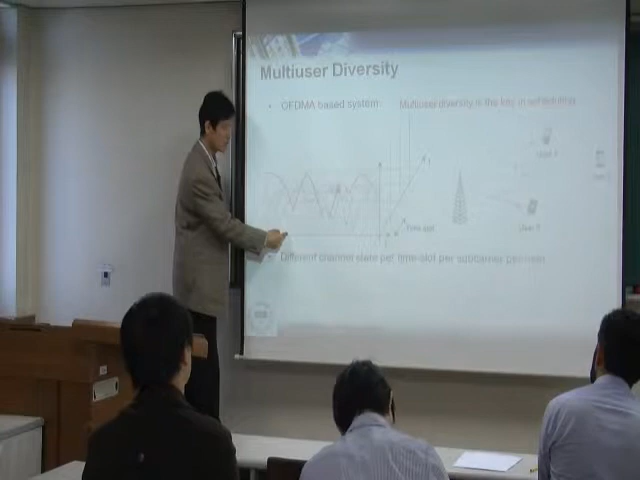 Multiuser Diversity
• OFDMA based system
Multiuser diversity is the key in scheduling
Time slot
User 1
User 2
Different channel state per time-slot per subcarrier per user